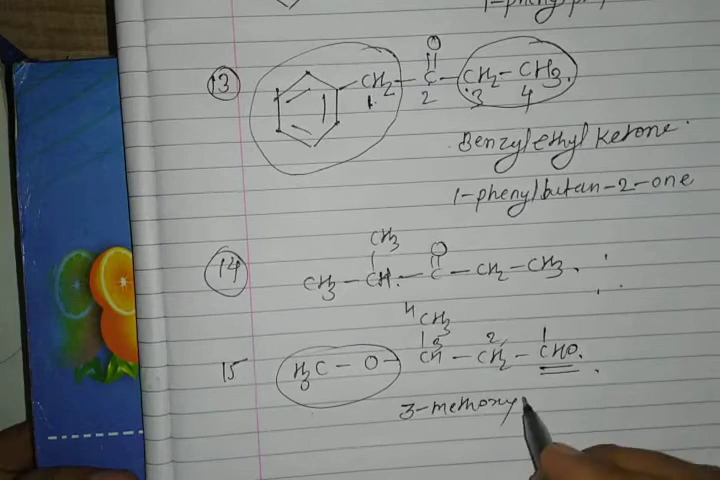 13
O
CH2 – C – CH2 – CH3.
1. 2 3 4
Benzylethyl Ketone.
1-phenylbutan-2-one
14
CH3 O
CH3 – CH. – C – CH2 – CH3.
4 CH3
3 2 1
15 H3C – O – CH – CH2 – CHO.
3-methoxy